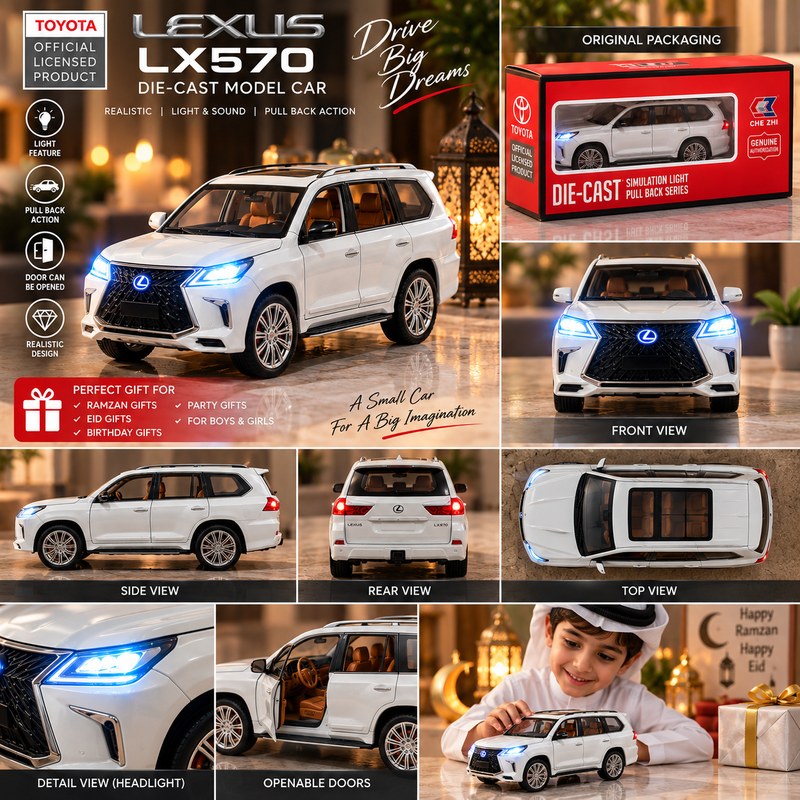 TOYOTA
OFFICIAL
LICENSED
PRODUCT
LEXUS
LX570
DIE-CAST MODEL CAR
REALISTIC | LIGHT & SOUND | PULL BACK ACTION
Drive
Big
Dreams
LIGHT
FEATURE
PULL BACK
ACTION
DOOR CAN
BE OPENED
REALISTIC
DESIGN
PERFECT GIFT FOR
✓ RAMZAN GIFTS
✓ EID GIFTS
✓ BIRTHDAY GIFTS
✓ PARTY GIFTS
✓ FOR BOYS & GIRLS
A Small Car
For A Big Imagination
ORIGINAL PACKAGING
TOYOTA
OFFICIAL
LICENSED
PRODUCT
CHE ZHI
GENUINE
AUTHORISATION
DIE-CAST
SIMULATION LIGHT
PULL BACK SERIES
FRONT VIEW
SIDE VIEW
LEXUS
LX570
REAR VIEW
TOP VIEW
DETAIL VIEW (HEADLIGHT)
OPENABLE DOORS
Happy
Ramzan
Happy
Eid